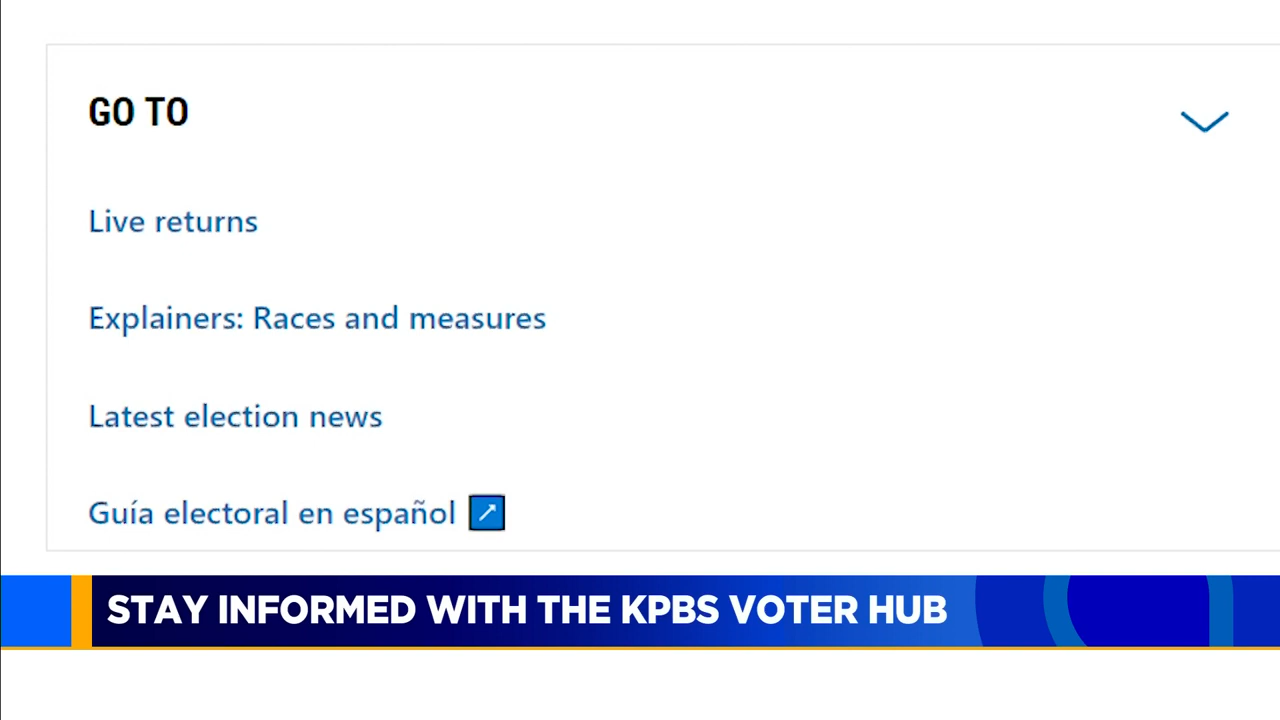 GO TO
Live returns
Explainers: Races and measures
Latest election news
Guía electoral en español
STAY INFORMED WITH THE KPBS VOTER HUB